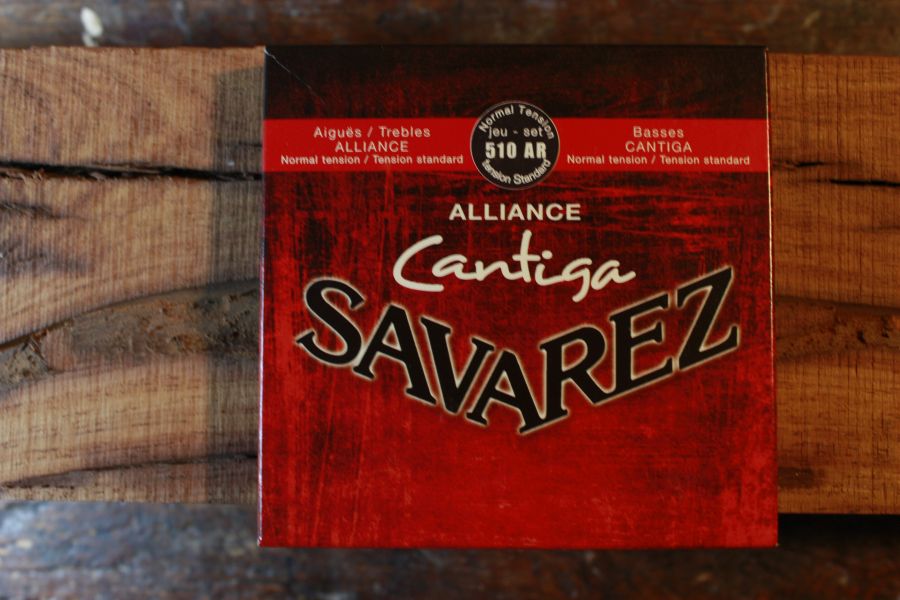 Normal Tension
jeu - set
510 AR
tension Standard
Aiguës / Trebles
ALLIANCE
Normal tension / Tension standard
Basses
CANTIGA
Normal tension / Tension standard
ALLIANCE
Cantiga
SAVAREZ